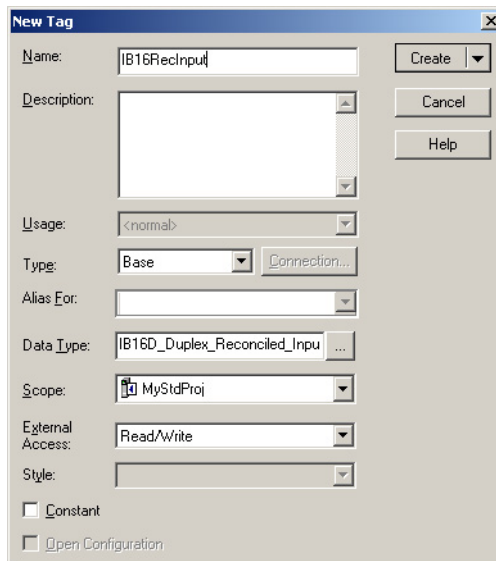 New Tag
Name: IB16RecInput Create
Description: Cancel
Help
Usage: <normal>
Type: Base Connection...
Alias For:
Data Type: IB16D_Duplex_Reconciled_Inpu ...
Scope: MyStdProj
External
Access: Read/Write
Style:
Constant
Open Configuration